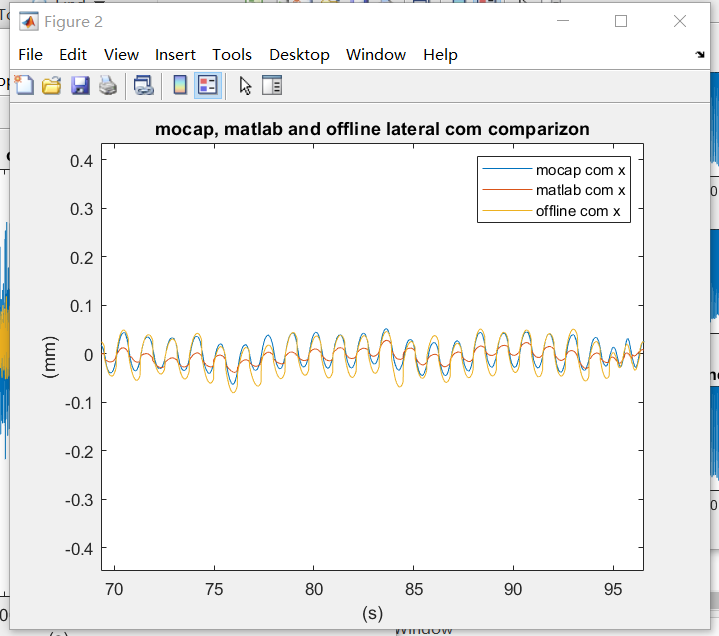 Figure 2
File Edit View Insert Tools Desktop Window Help
mocap, matlab and offline lateral com comparizon
mocap com x
matlab com x
offline com x
0.4
0.3
0.2
0.1
0
-0.1
-0.2
-0.3
-0.4
(mm)
70 75 80 85 90 95
(s)
Window